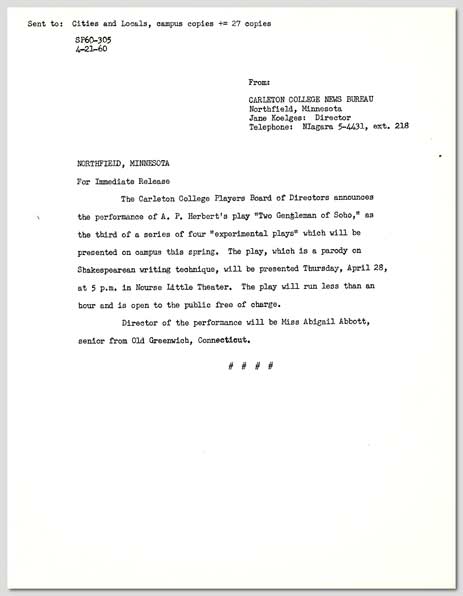 Sent to: Cities and Locals, campus copies += 27 copies
SP60-305
4-21-60
From:
CARLETON COLLEGE NEWS BUREAU
Northfield, Minnesota
Jane Koelges: Director
Telephone: NIagara 5-4431, ext. 218
NORTHFIELD, MINNESOTA
For Immediate Release
The Carleton College Players Board of Directors announces
the performance of A. P. Herbert's play "Two Gengleman of Soho," as
the third of a series of four "experimental plays" which will be
presented on campus this spring. The play, which is a parody on
Shakespearean writing technique, will be presented Thursday, April 28,
at 5 p.m. in Nourse Little Theater. The play will run less than an
hour and is open to the public free of charge.
Director of the performance will be Miss Abigail Abbott,
senior from Old Greenwich, Connecticut.
# # # #